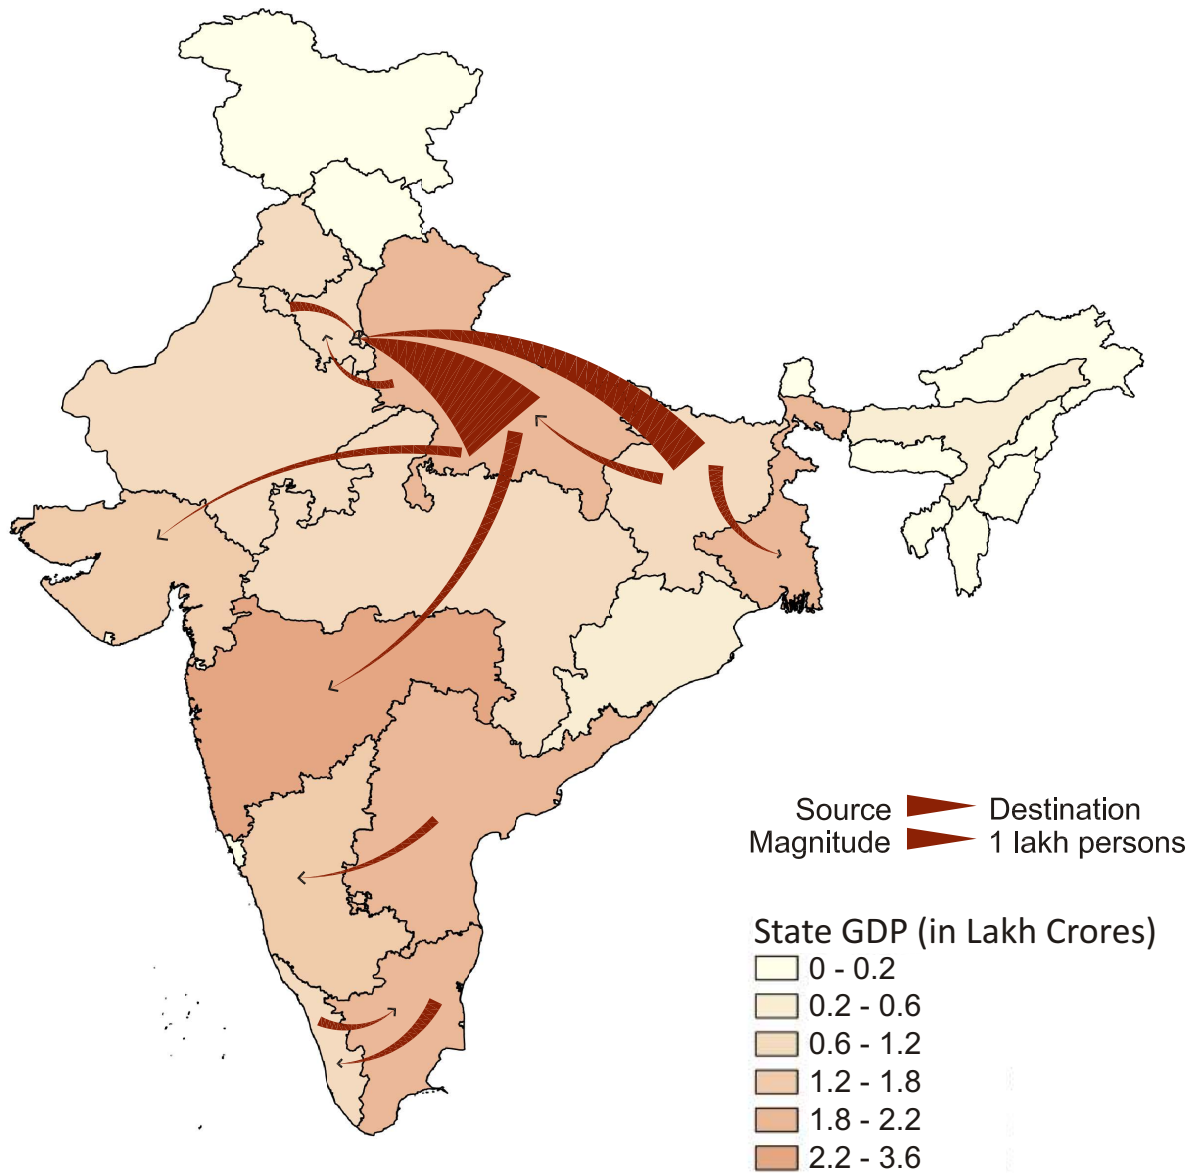 Source Destination
Magnitude 1 lakh persons
State GDP (in Lakh Crores)
0 - 0.2
0.2 - 0.6
0.6 - 1.2
1.2 - 1.8
1.8 - 2.2
2.2 - 3.6